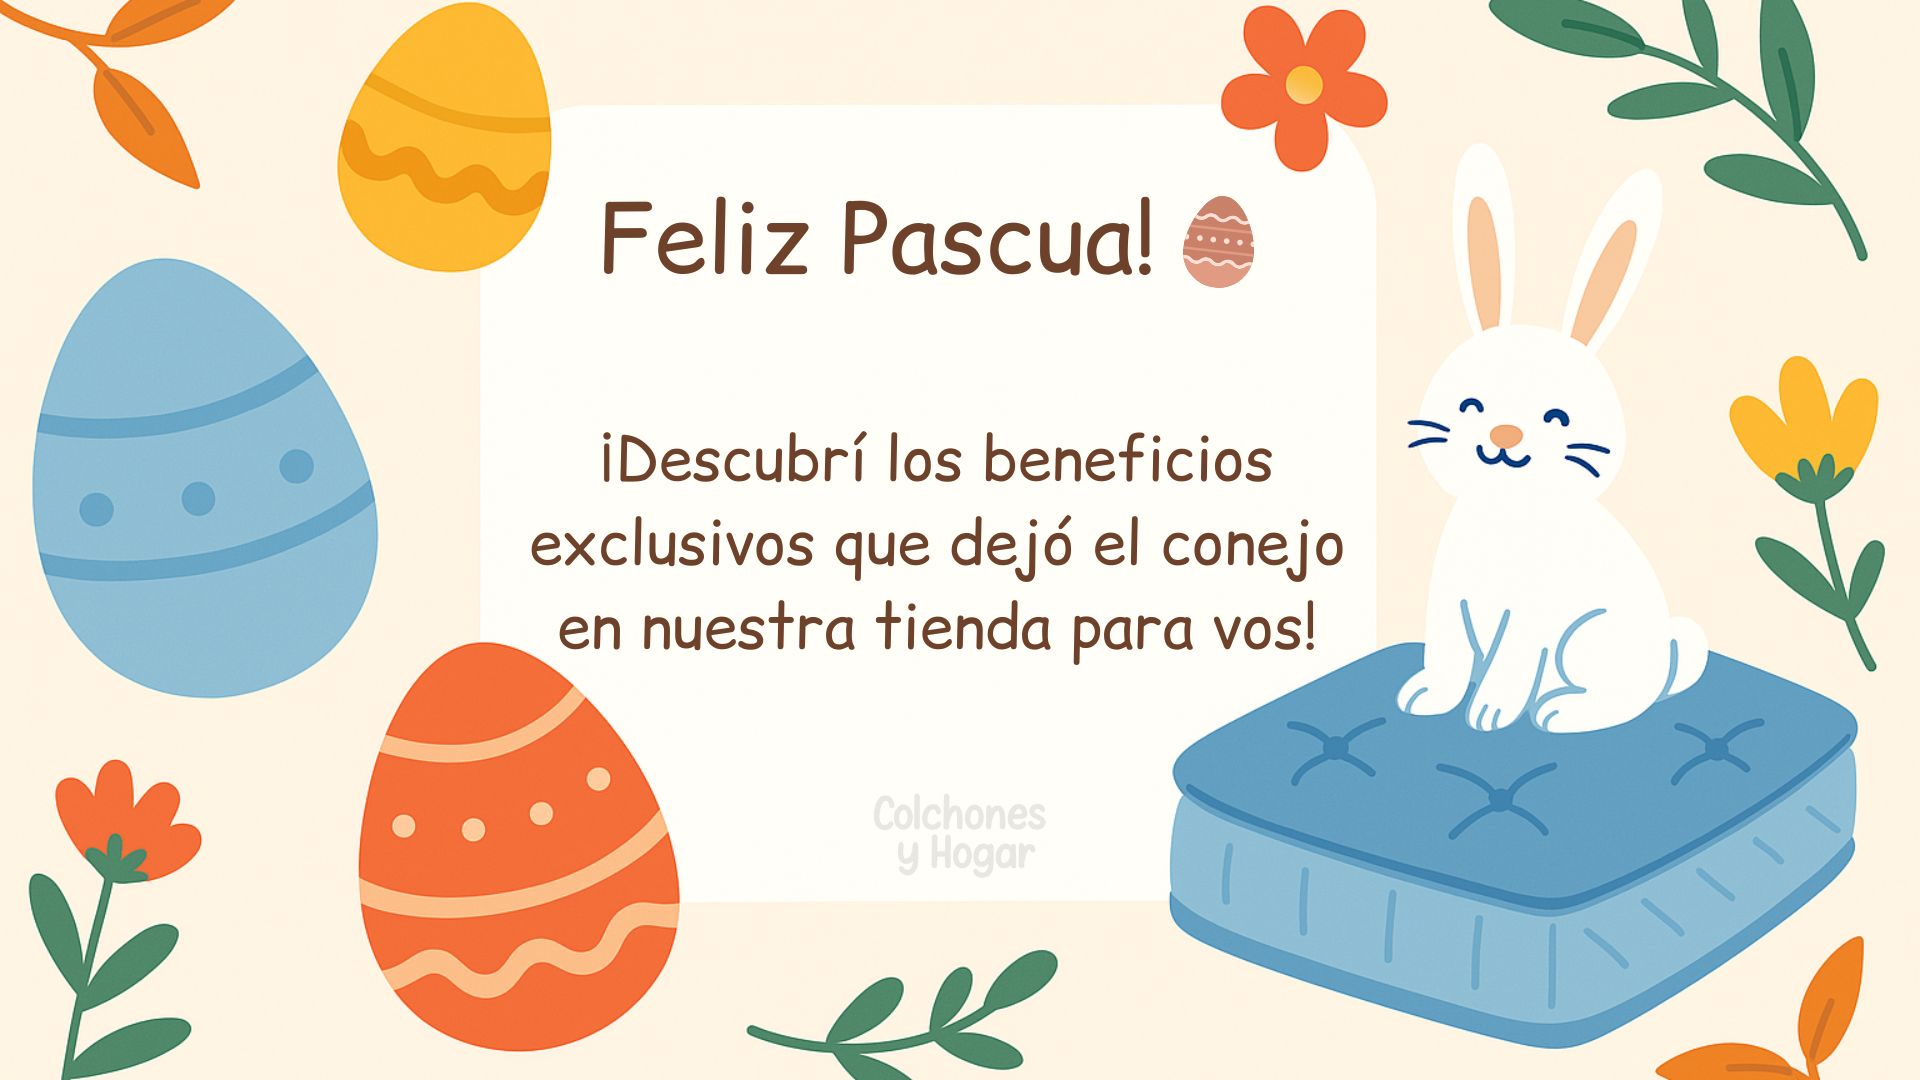 Feliz Pascua!
¡Descubrí los beneficios
exclusivos que dejó el conejo
en nuestra tienda para vos!
Colchones
y Hogar